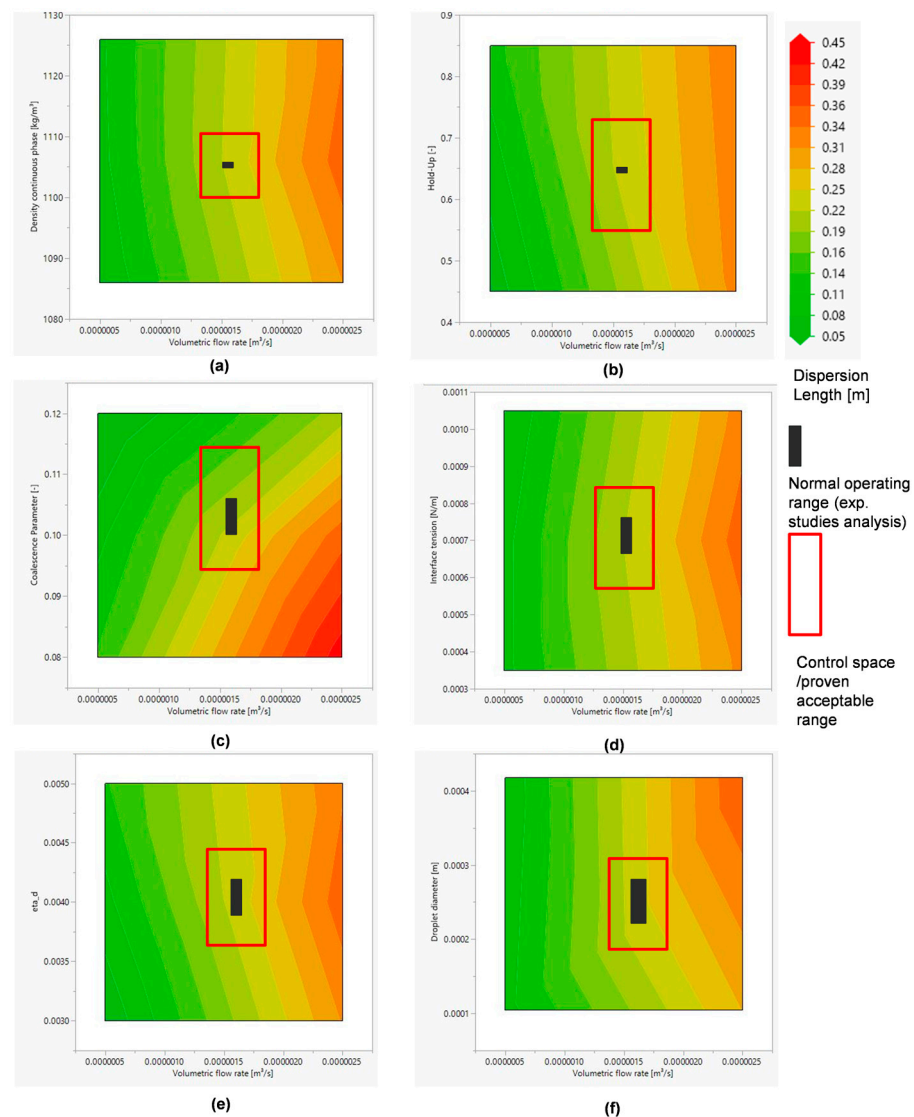 (a)
1130
1120
1110
1100
1090
1080
Density continuous phase [kg/m³]
0.0000005 0.0000010 0.0000015 0.0000020 0.0000025
Volumetric flow rate [m³/s]
(b)
0.9
0.8
0.7
0.6
0.5
0.4
Hold-Up [-]
0.0000005 0.0000010 0.0000015 0.0000020 0.0000025
Volumetric flow rate [m³/s]
0.45
0.42
0.39
0.36
0.34
0.31
0.28
0.25
0.22
0.19
0.16
0.14
0.11
0.08
0.05
Dispersion
Length [m]
Normal operating
range (exp.
studies analysis)
Control space
/proven
acceptable
range
(a)
(b)
0.12
0.11
0.10
0.09
0.08
Coalescence Parameter [-]
0.0000005 0.0000010 0.0000015 0.0000020 0.0000025
Volumetric flow rate [m³/s]
(c)
0.0011
0.0010
0.0009
0.0008
0.0007
0.0006
0.0005
0.0004
0.0003
Interface tension [N/m]
0.0000005 0.0000010 0.0000015 0.0000020 0.0000025
Volumetric flow rate [m³/s]
(d)
0.0050
0.0045
0.0040
0.0035
0.0030
eta_d
0.0000005 0.0000010 0.0000015 0.0000020 0.0000025
Volumetric flow rate [m³/s]
(e)
0.0004
0.0003
0.0002
0.0001
Droplet diameter [m]
0.0000005 0.0000010 0.0000015 0.0000020 0.0000025
Volumetric flow rate [m³/s]
(f)